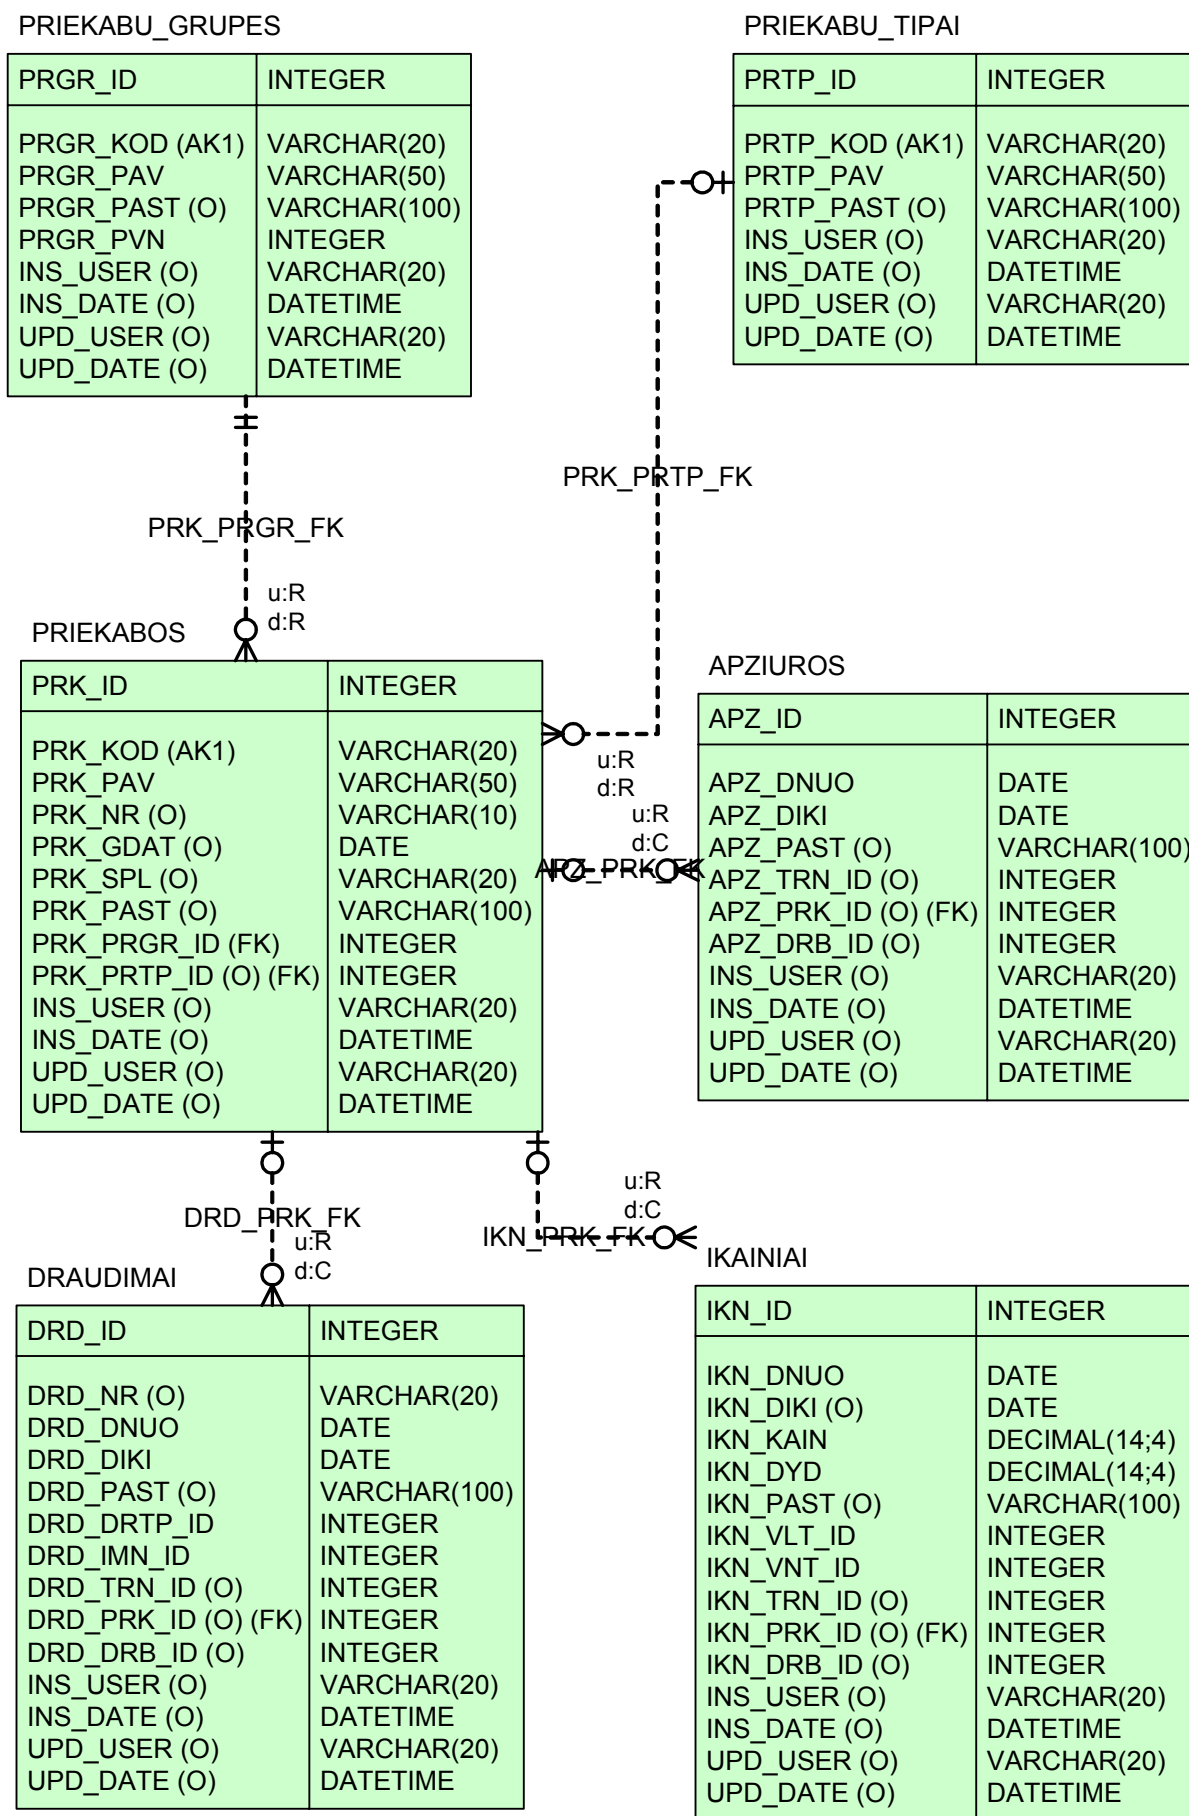 PRIEKABU_GRUPES
PRGR_ID INTEGER
PRGR_KOD (AK1) VARCHAR(20)
PRGR_PAV VARCHAR(50)
PRGR_PAST (O) VARCHAR(100)
PRGR_PVN INTEGER
INS_USER (O) VARCHAR(20)
INS_DATE (O) DATETIME
UPD_USER (O) VARCHAR(20)
UPD_DATE (O) DATETIME
PRIEKABU_TIPAI
PRTP_ID INTEGER
PRTP_KOD (AK1) VARCHAR(20)
PRTP_PAV VARCHAR(50)
PRTP_PAST (O) VARCHAR(100)
INS_USER (O) VARCHAR(20)
INS_DATE (O) DATETIME
UPD_USER (O) VARCHAR(20)
UPD_DATE (O) DATETIME
PRK_PRTP_FK
PRK_PRGR_FK
u:R
d:R
PRIEKABOS
PRK_ID INTEGER
PRK_KOD (AK1) VARCHAR(20)
PRK_PAV VARCHAR(50)
PRK_NR (O) VARCHAR(10)
PRK_GDAT (O) DATE
PRK_SPL (O) VARCHAR(20)
PRK_PAST (O) VARCHAR(100)
PRK_PRGR_ID (FK) INTEGER
PRK_PRTP_ID (O) (FK) INTEGER
INS_USER (O) VARCHAR(20)
INS_DATE (O) DATETIME
UPD_USER (O) VARCHAR(20)
UPD_DATE (O) DATETIME
u:R
d:R
u:R
d:C
APZ_PRK_FK
APZIUROS
APZ_ID INTEGER
APZ_DNUO DATE
APZ_DIKI DATE
APZ_PAST (O) VARCHAR(100)
APZ_TRN_ID (O) INTEGER
APZ_PRK_ID (O) (FK) INTEGER
APZ_DRB_ID (O) INTEGER
INS_USER (O) VARCHAR(20)
INS_DATE (O) DATETIME
UPD_USER (O) VARCHAR(20)
UPD_DATE (O) DATETIME
DRD_PRK_FK
u:R
d:C
u:R
d:C
IKN_PRK_FK
DRAUDIMAI
DRD_ID INTEGER
DRD_NR (O) VARCHAR(20)
DRD_DNUO DATE
DRD_DIKI DATE
DRD_PAST (O) VARCHAR(100)
DRD_DRTP_ID INTEGER
DRD_IMN_ID INTEGER
DRD_TRN_ID (O) INTEGER
DRD_PRK_ID (O) (FK) INTEGER
DRD_DRB_ID (O) INTEGER
INS_USER (O) VARCHAR(20)
INS_DATE (O) DATETIME
UPD_USER (O) VARCHAR(20)
UPD_DATE (O) DATETIME
IKAINIAI
IKN_ID INTEGER
IKN_DNUO DATE
IKN_DIKI (O) DATE
IKN_KAIN DECIMAL(14;4)
IKN_DYD DECIMAL(14;4)
IKN_PAST (O) VARCHAR(100)
IKN_VLT_ID INTEGER
IKN_VNT_ID INTEGER
IKN_TRN_ID (O) INTEGER
IKN_PRK_ID (O) (FK) INTEGER
IKN_DRB_ID (O) INTEGER
INS_USER (O) VARCHAR(20)
INS_DATE (O) DATETIME
UPD_USER (O) VARCHAR(20)
UPD_DATE (O) DATETIME